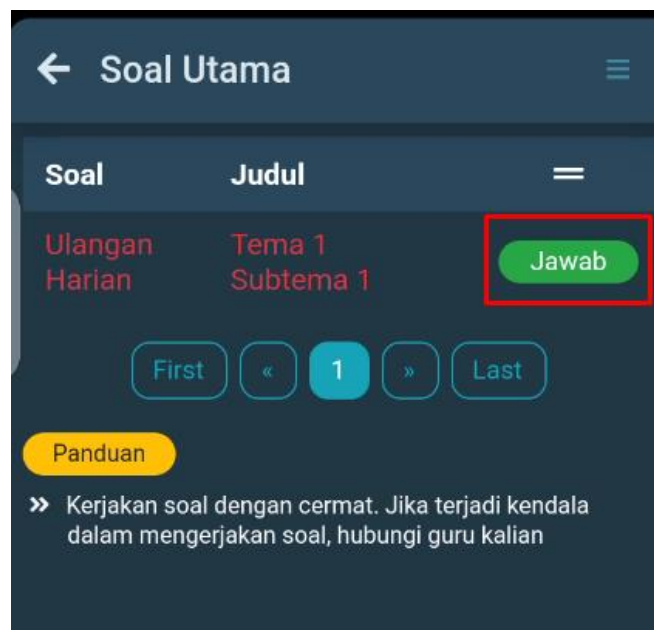 Soal Utama
Soal Judul
Ulangan Tema 1 Jawab
Harian Subtema 1
First « 1 » Last
Panduan
» Kerjakan soal dengan cermat. Jika terjadi kendala
dalam mengerjakan soal, hubungi guru kalian